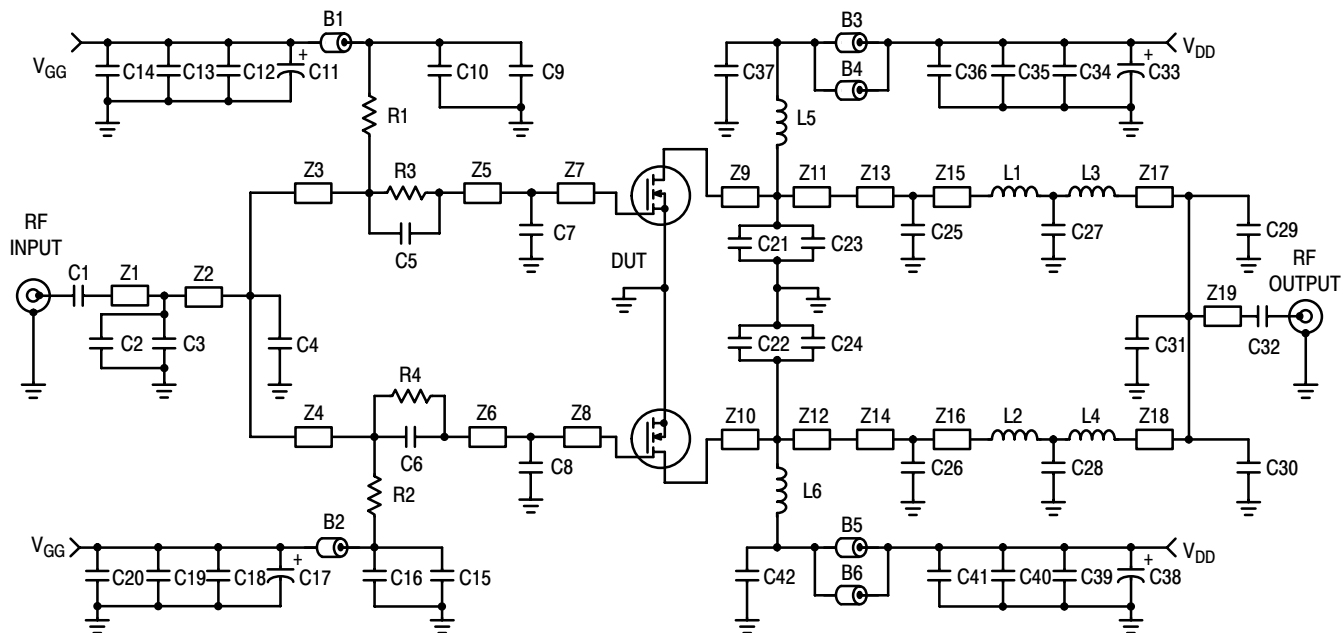 B1
B3
V_GG
C14
C13
C12
+
C11
C10
C9
C37
B4
C36
C35
C34
+
C33
V_DD
R1
L5
Z3
R3
Z5
Z7
Z9
Z11
Z13
Z15
L1
L3
Z17
C5
C7
C21
C23
C25
C27
C29
RF
INPUT
C1
Z1
Z2
DUT
RF
OUTPUT
Z19
C2
C3
C4
C22
C24
C31
C32
R4
Z4
Z6
Z8
Z10
Z12
Z14
Z16
L2
L4
Z18
C6
C8
C26
C28
C30
R2
L6
B2
B5
V_GG
C20
C19
C18
+
C17
C16
C15
C42
B6
C41
C40
C39
+
C38
V_DD